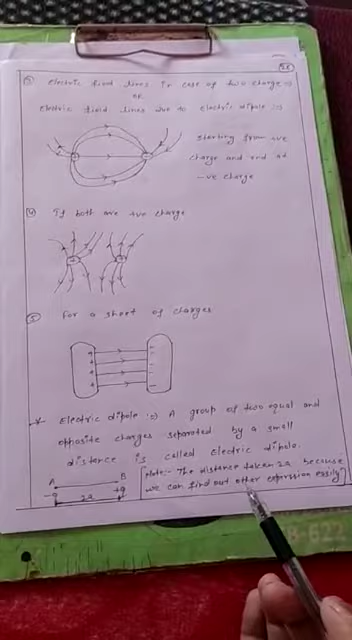 ③ Electric field lines in case of two charge :⇒
or
Electric field lines due to electric dipole :⇒
starting from +ve
charge and end at
-ve charge
④ If both are +ve charge
⑤ For a sheet of charges
Electric dipole :⇒ A group of two equal and
opposite charges separated by a small
distance is called Electric dipole.
A B
-q +q
2a
[Note:- The distance taken 2a because
we can find out other expression easily]